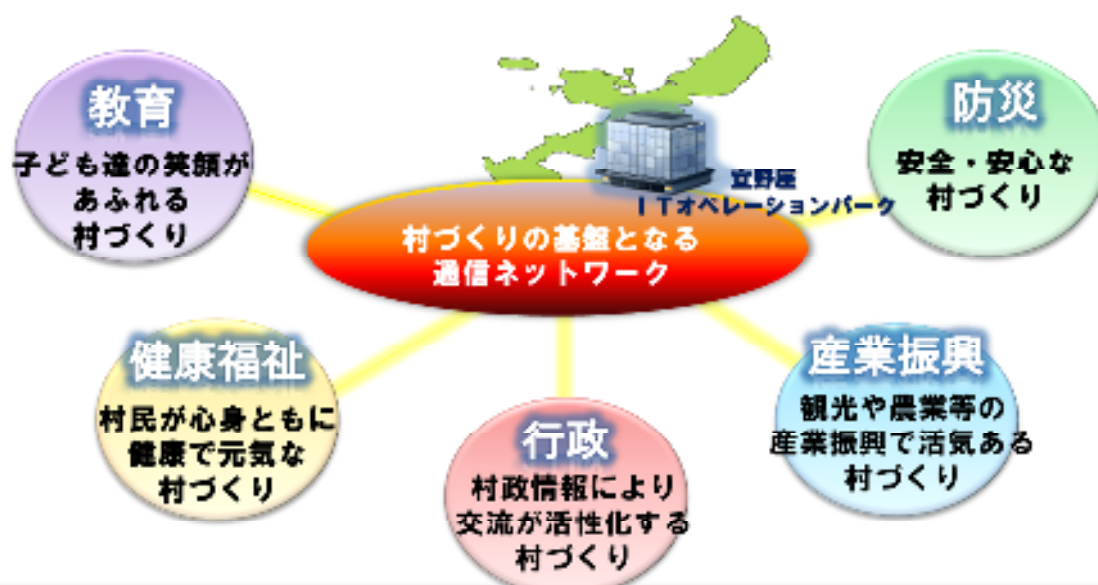 教育
子ども達の笑顔が
あふれる
村づくり
防災
安全・安心な
村づくり
宜野座
ITオペレーションパーク
村づくりの基盤となる
通信ネットワーク
健康福祉
村民が心身ともに
健康で元気な
村づくり
行政
村政情報により
交流が活性化する
村づくり
産業振興
観光や農業等の
産業振興で活気ある
村づくり